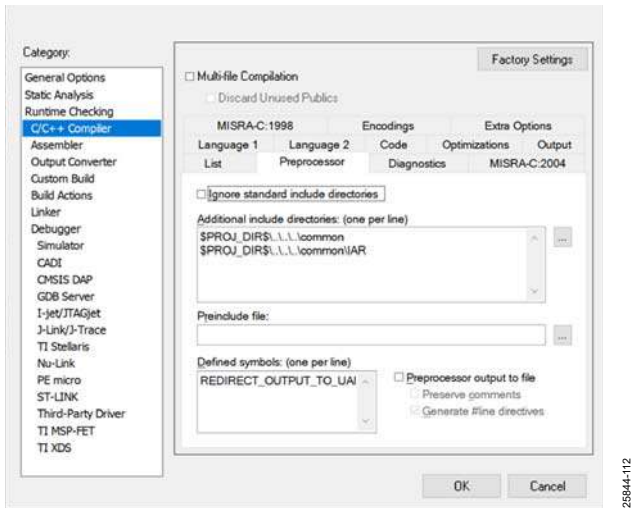 Category:
General Options
Static Analysis
Runtime Checking
C/C++ Compiler
Assembler
Output Converter
Custom Build
Build Actions
Linker
Debugger
Simulator
CADI
CMSIS DAP
GDB Server
I-jet/JTAGjet
J-Link/J-Trace
TI Stellaris
Nu-Link
PE micro
ST-LINK
Third-Party Driver
TI MSP-FET
TI XDS
Factory Settings
Multi-file Compilation
Discard Unused Publics
MISRA-C:1998 Encodings Extra Options
Language 1 Language 2 Code Optimizations Output
List Preprocessor Diagnostics MISRA-C:2004
Ignore standard include directories
Additional include directories: (one per line)
$PROJ_DIR$\..\..\..\common
$PROJ_DIR$\..\..\..\common\IAR
...
Preinclude file:
...
Defined symbols: (one per line)
REDIRECT_OUTPUT_TO_UAI
Preprocessor output to file
Preserve comments
Generate #line directives
OK Cancel
25844-112